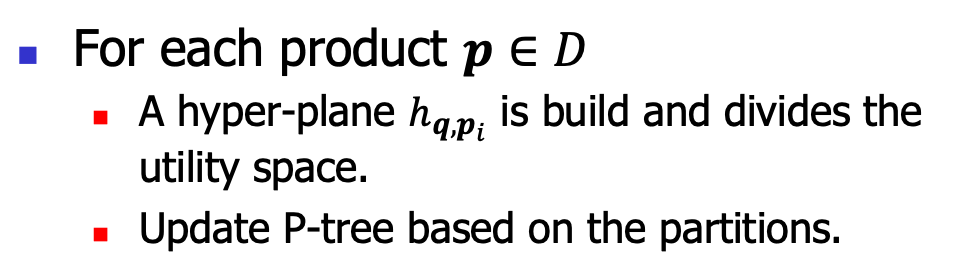 For each product p ∈ D
A hyper-plane h_{q,p_i} is build and divides the
utility space.
Update P-tree based on the partitions.